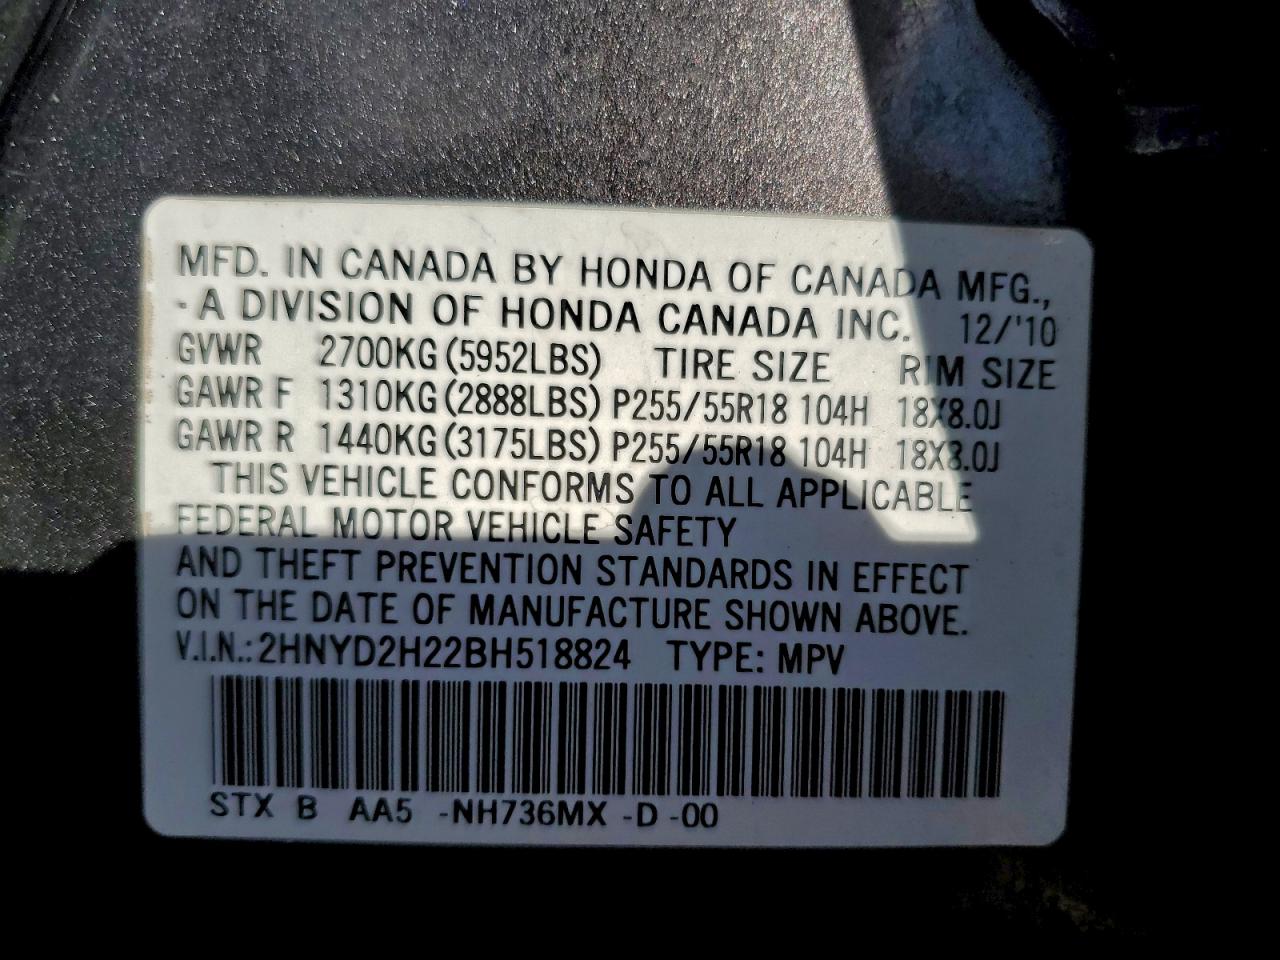 MFD. IN CANADA BY HONDA OF CANADA MFG.,
- A DIVISION OF HONDA CANADA INC. 12/'10
GVWR 2700KG (5952LBS) TIRE SIZE RIM SIZE
GAWR F 1310KG (2888LBS) P255/55R18 104H 18X8.0J
GAWR R 1440KG (3175LBS) P255/55R18 104H 18X8.0J
THIS VEHICLE CONFORMS TO ALL APPLICABLE
FEDERAL MOTOR VEHICLE SAFETY
AND THEFT PREVENTION STANDARDS IN EFFECT
ON THE DATE OF MANUFACTURE SHOWN ABOVE.
V.I.N.: 2HNYD2H22BH518824 TYPE: MPV
STX B AA5 -NH736MX -D -00